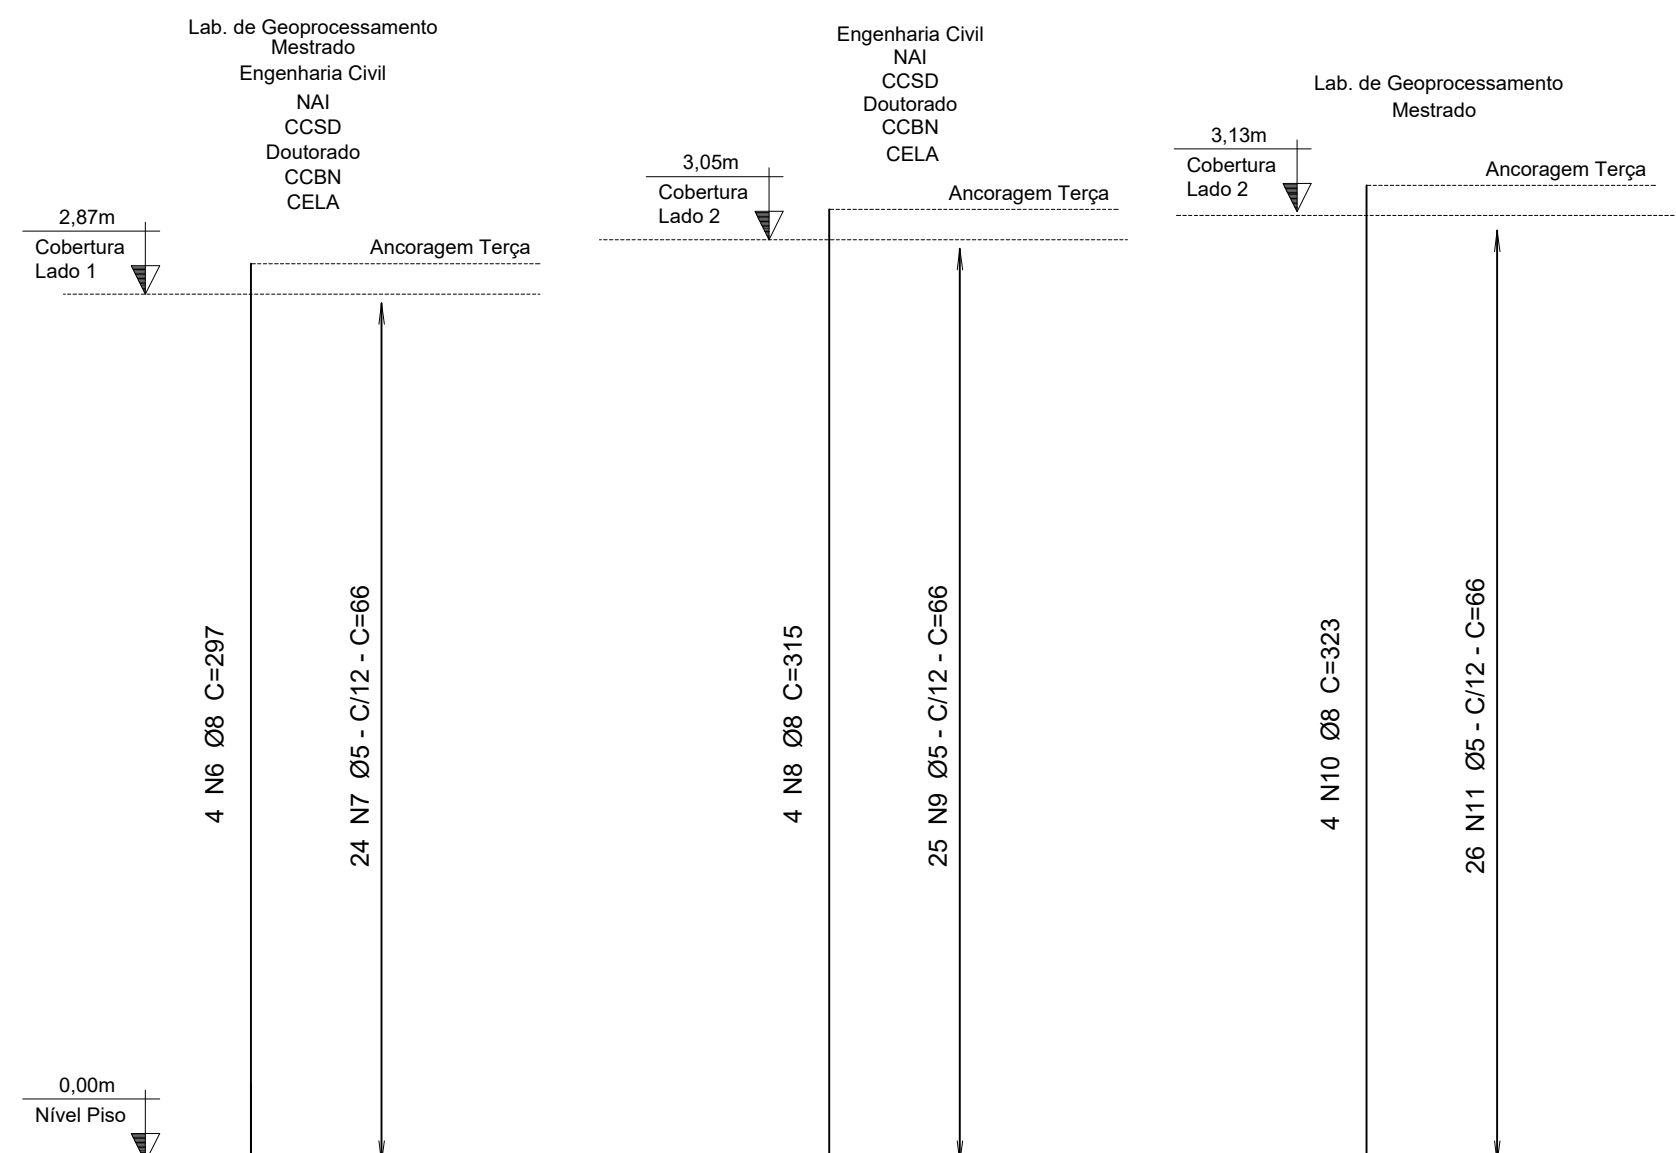 Lab. de Geoprocessamento
Mestrado
Engenharia Civil
NAI
CCSD
Doutorado
CCBN
CELA
2,87m
Cobertura
Lado 1
Ancoragem Terça
4 N6 Ø8 C=297
24 N7 Ø5 - C/12 - C=66
0,00m
Nível Piso
Engenharia Civil
NAI
CCSD
Doutorado
CCBN
CELA
3,05m
Cobertura
Lado 2
Ancoragem Terça
4 N8 Ø8 C=315
25 N9 Ø5 - C/12 - C=66
Lab. de Geoprocessamento
Mestrado
3,13m
Cobertura
Lado 2
Ancoragem Terça
4 N10 Ø8 C=323
26 N11 Ø5 - C/12 - C=66